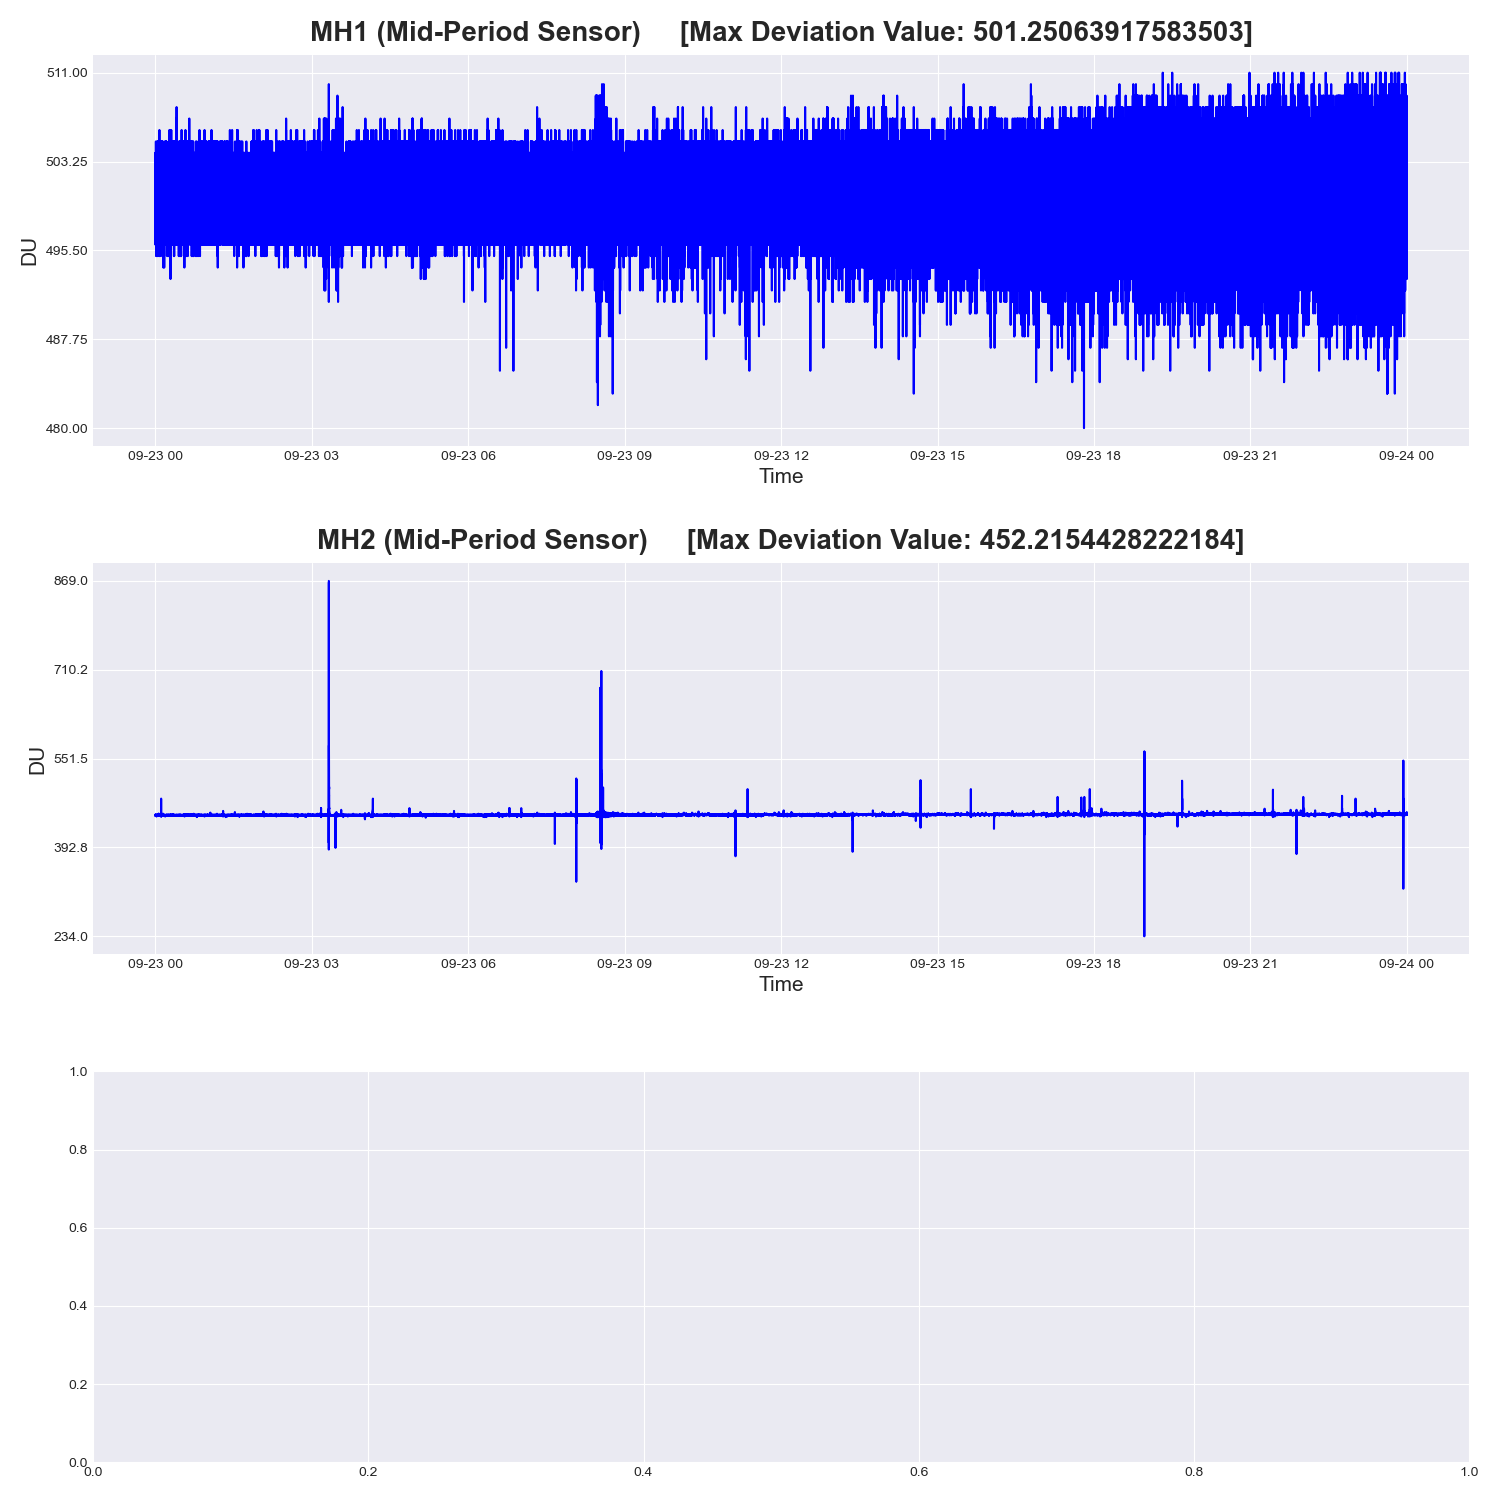 MH1 (Mid-Period Sensor) [Max Deviation Value: 501.25063917583503]
511.00
503.25
495.50
487.75
480.00
DU
09-23 00 09-23 03 09-23 06 09-23 09 09-23 12 09-23 15 09-23 18 09-23 21 09-24 00
Time
MH2 (Mid-Period Sensor) [Max Deviation Value: 452.2154428222184]
869.0
710.2
551.5
392.8
234.0
DU
09-23 00 09-23 03 09-23 06 09-23 09 09-23 12 09-23 15 09-23 18 09-23 21 09-24 00
Time
1.0
0.8
0.6
0.4
0.2
0.0
0.0 0.2 0.4 0.6 0.8 1.0